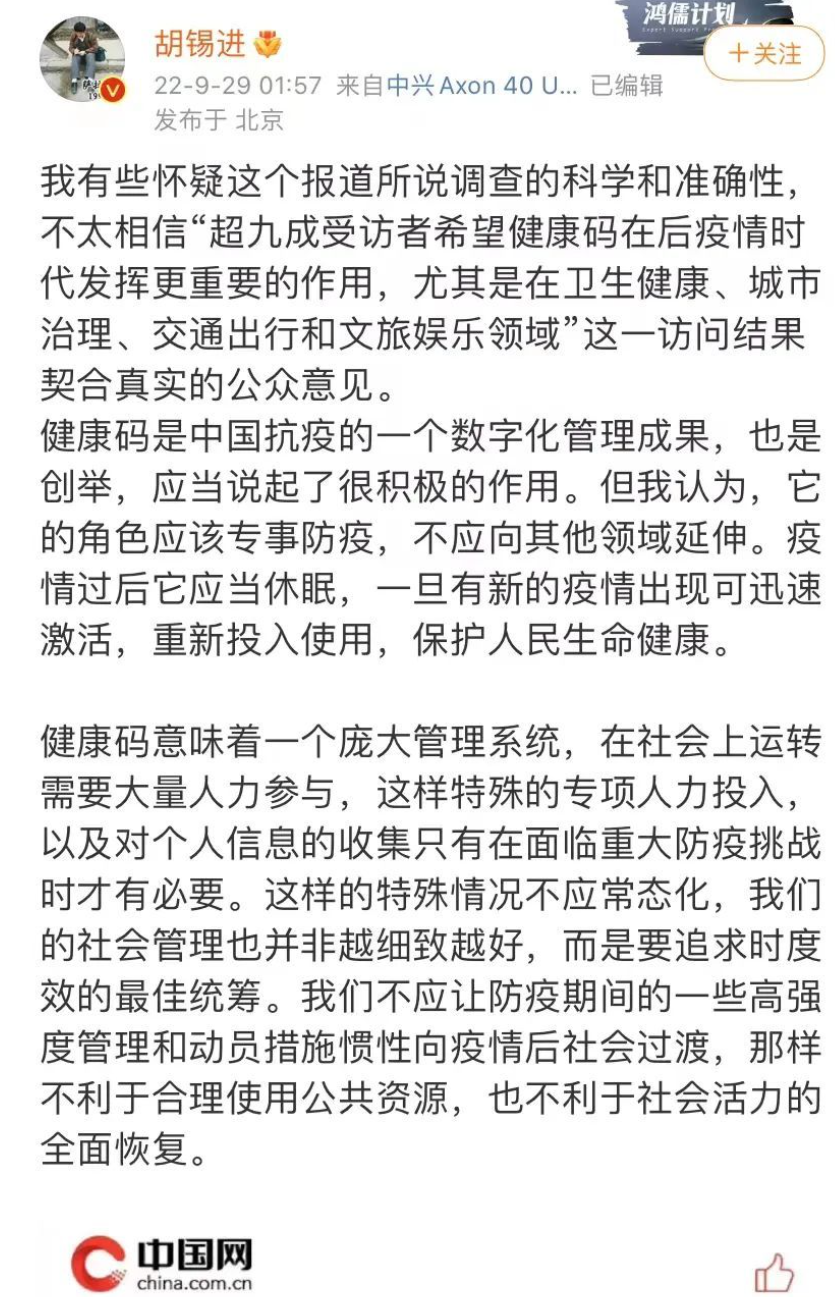 鸿儒计划
胡锡进
+关注
22-9-29 01:57 来自中兴Axon 40 U... 已编辑
发布于 北京
我有些怀疑这个报道所说调查的科学和准确性，
不太相信“超九成受访者希望健康码在后疫情时
代发挥更重要的作用，尤其是在卫生健康、城市
治理、交通出行和文旅娱乐领域”这一访问结果
契合真实的公众意见。
健康码是中国抗疫的一个数字化管理成果，也是
创举，应当说起了很积极的作用。但我认为，它
的角色应该专事防疫，不应向其他领域延伸。疫
情过后它应当休眠，一旦有新的疫情出现可迅速
激活，重新投入使用，保护人民生命健康。
健康码意味着一个庞大管理系统，在社会上运转
需要大量人力参与，这样特殊的专项人力投入，
以及对个人信息的收集只有在面临重大防疫挑战
时才有必要。这样的特殊情况不应常态化，我们
的社会管理也并非越细致越好，而是要追求时度
效的最佳统筹。我们不应让防疫期间的一些高强
度管理和动员措施惯性向疫情后社会过渡，那样
不利于合理使用公共资源，也不利于社会活力的
全面恢复。
中国网
china.com.cn